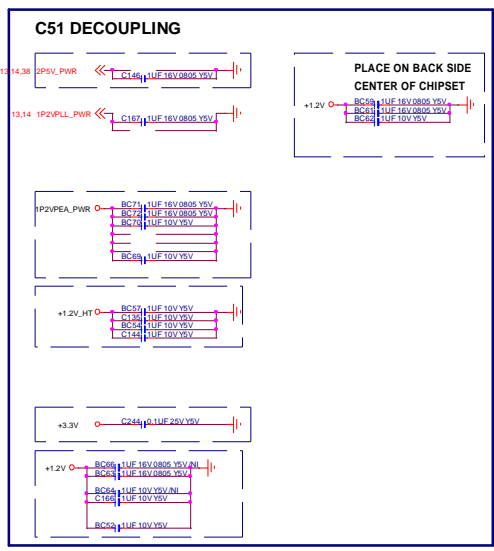 C51 DECOUPLING
13,14,38 2P5V_PWR
C146 1UF 16V 0805 Y5V
13,14 1P2VPLL_PWR
C167 1UF 16V 0805 Y5V
PLACE ON BACK SIDE
CENTER OF CHIPSET
+1.2V
BC59 1UF 16V 0805 Y5V
BC61 1UF 16V 0805 Y5V
BC62 1UF 10V Y5V
1P2VPEA_PWR
BC71 1UF 16V 0805 Y5V
BC72 1UF 16V 0805 Y5V
BC70 1UF 10V Y5V
BC69 1UF 10V Y5V
+1.2V_HT
BC57 1UF 10V Y5V
C135 1UF 10V Y5V
BC54 1UF 10V Y5V
C144 1UF 10V Y5V
+3.3V
C244 0.1UF 25V Y5V
+1.2V
BC66 1UF 16V 0805 Y5V /NI
BC63 1UF 16V 0805 Y5V
BC64 1UF 10V Y5V /NI
C166 1UF 10V Y5V
BC52 1UF 10V Y5V